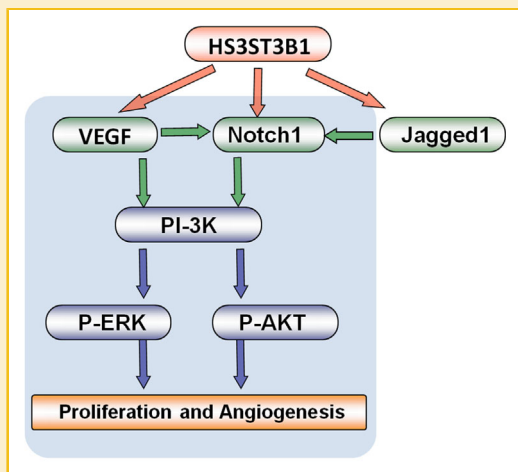 HS3ST3B1
VEGF
Notch1
Jagged1
PI-3K
P-ERK
P-AKT
Proliferation and Angiogenesis